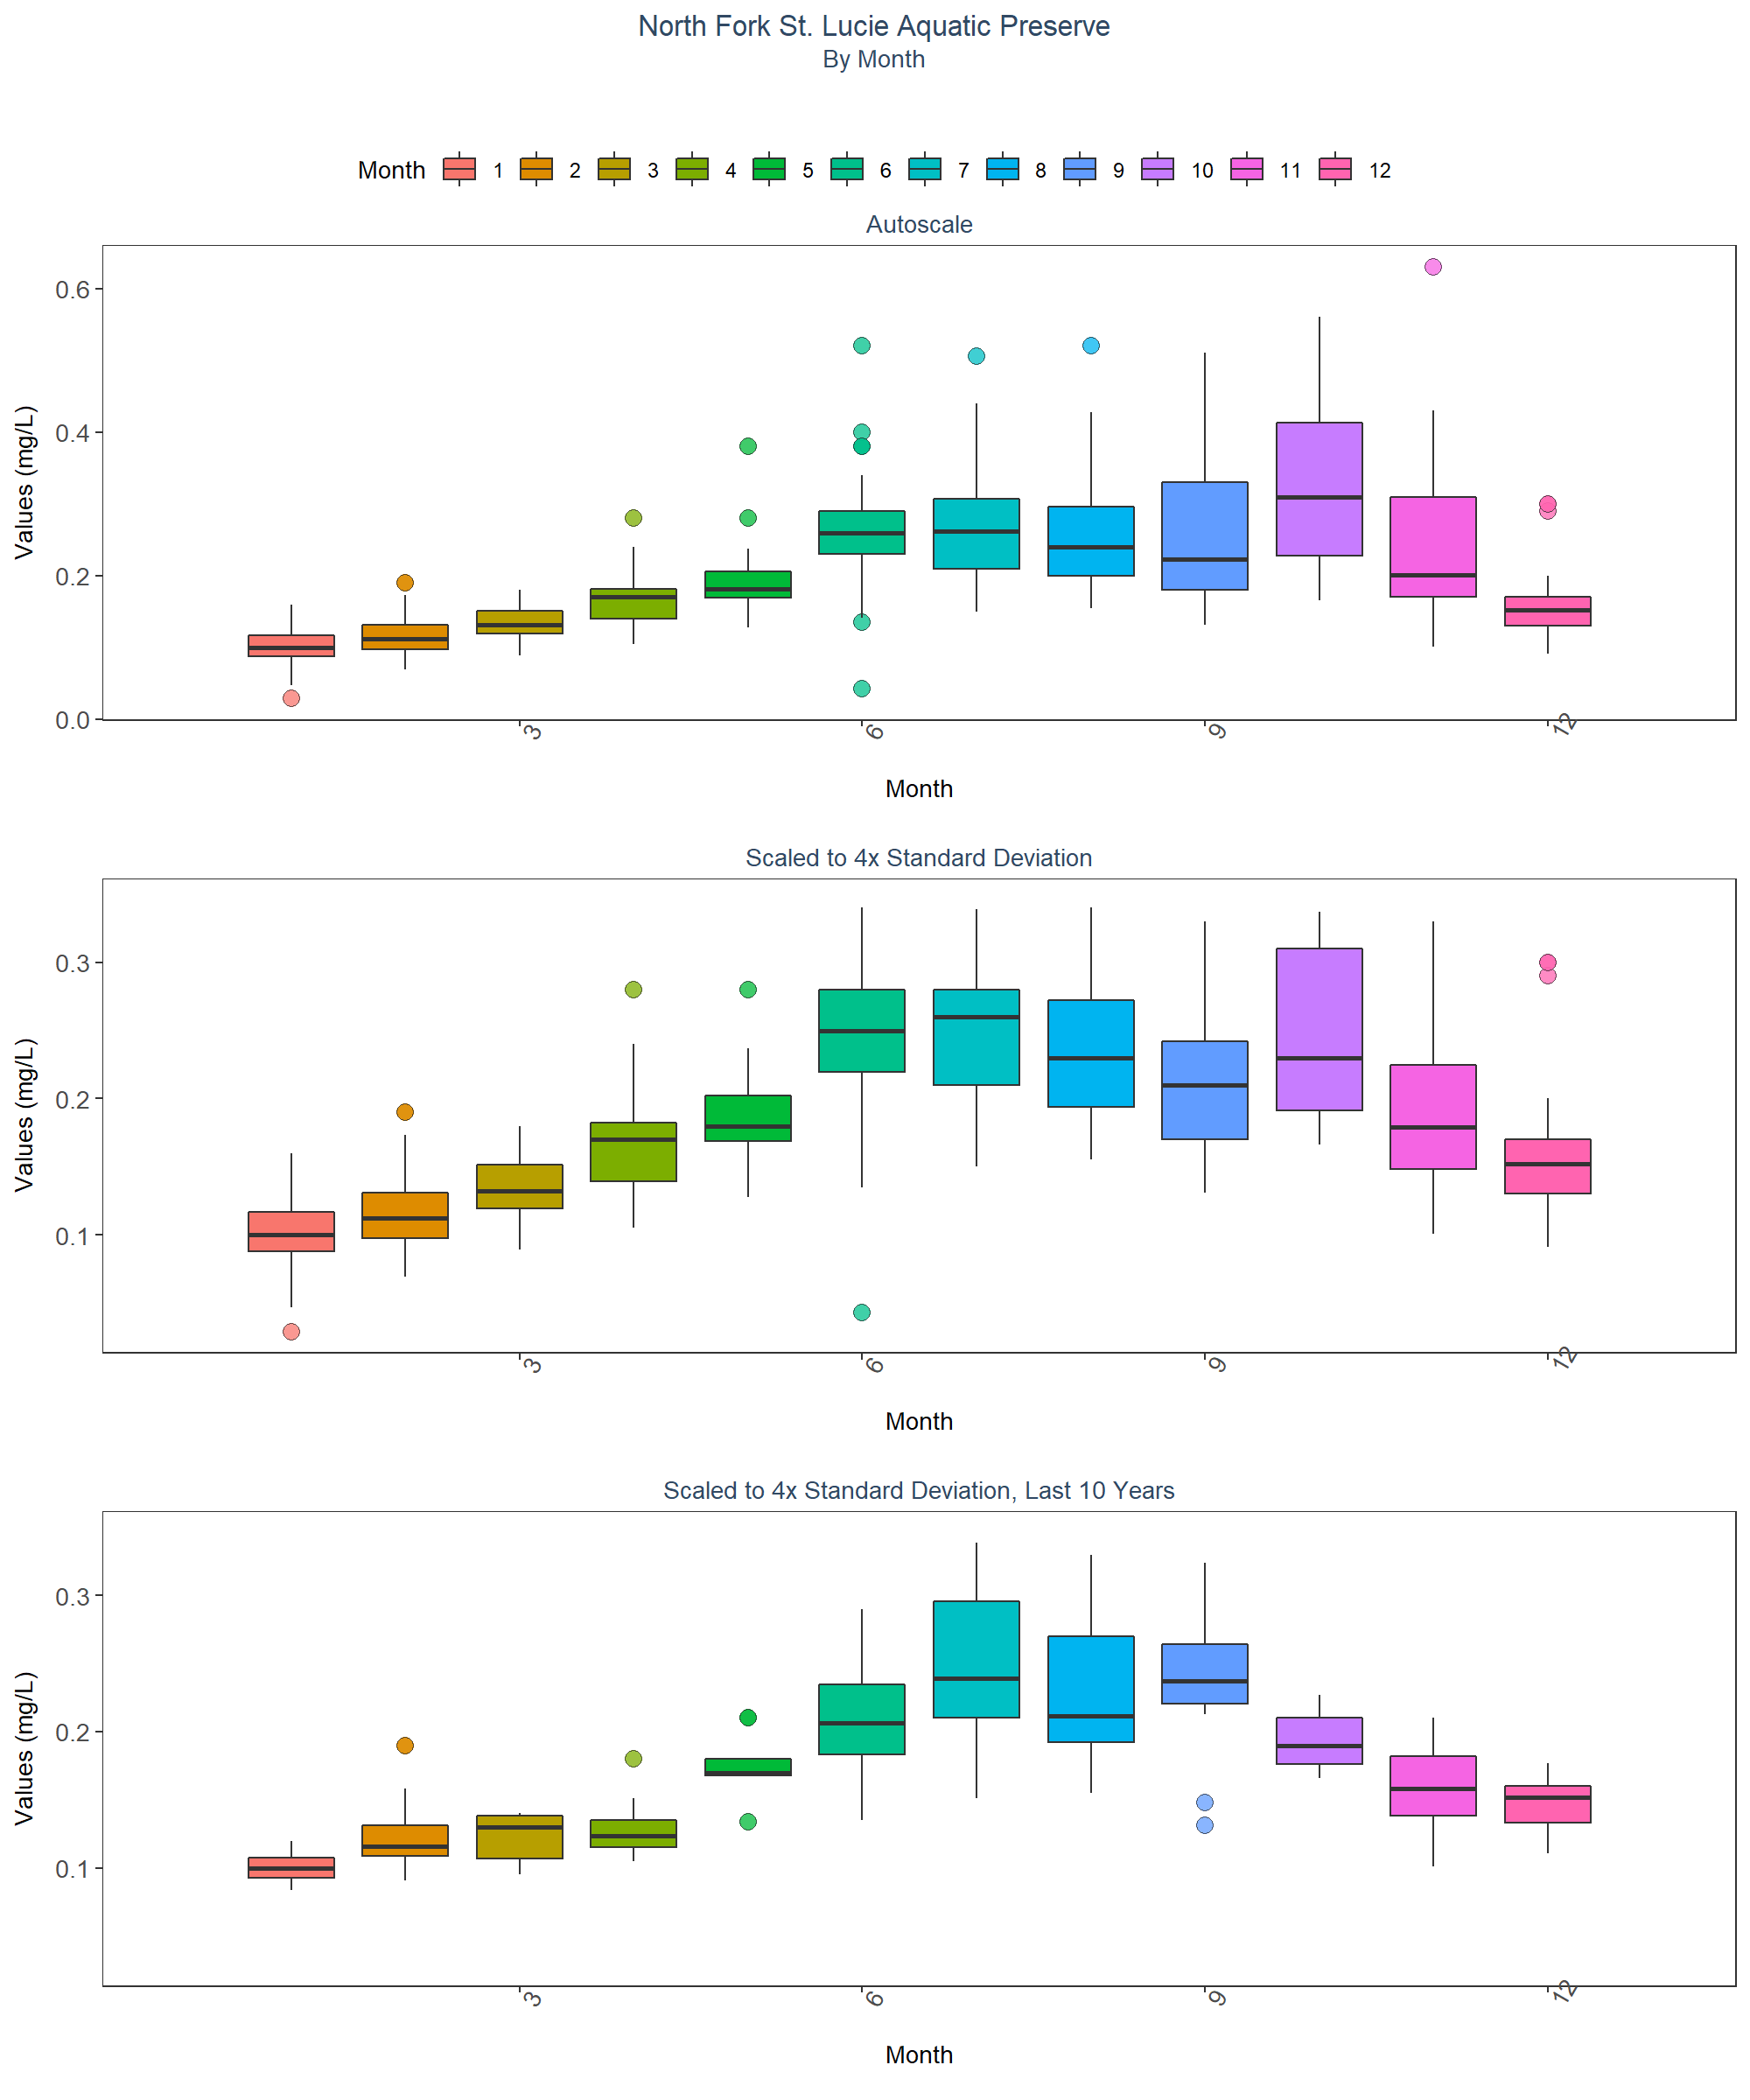 North Fork St. Lucie Aquatic Preserve
By Month
Month 1 2 3 4 5 6 7 8 9 10 11 12
Autoscale
Values (mg/L)
0.6
0.4
0.2
0.0
3 6 9 12
Month
Scaled to 4x Standard Deviation
Values (mg/L)
0.3
0.2
0.1
3 6 9 12
Month
Scaled to 4x Standard Deviation, Last 10 Years
Values (mg/L)
0.3
0.2
0.1
3 6 9 12
Month